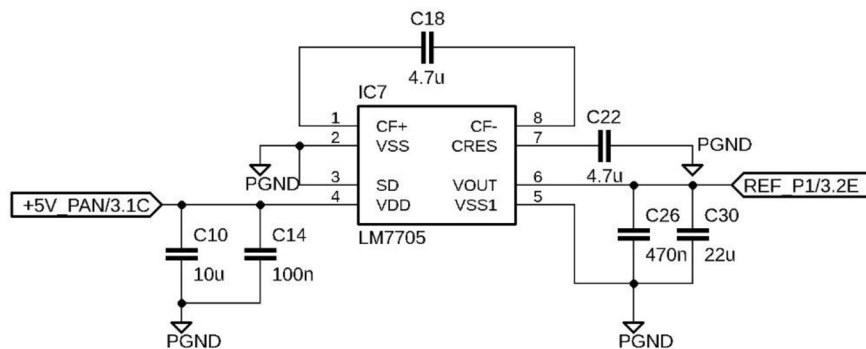 C18
4.7u
IC7
1 CF+ CF- 8
2 VSS CRES 7
C22
4.7u
PGND
PGND
3 SD VOUT 6
4 VDD VSS1 5
LM7705
+5V_PAN/3.1C
REF_P1/3.2E
C10
10u
C14
100n
C26
470n
C30
22u
PGND
PGND